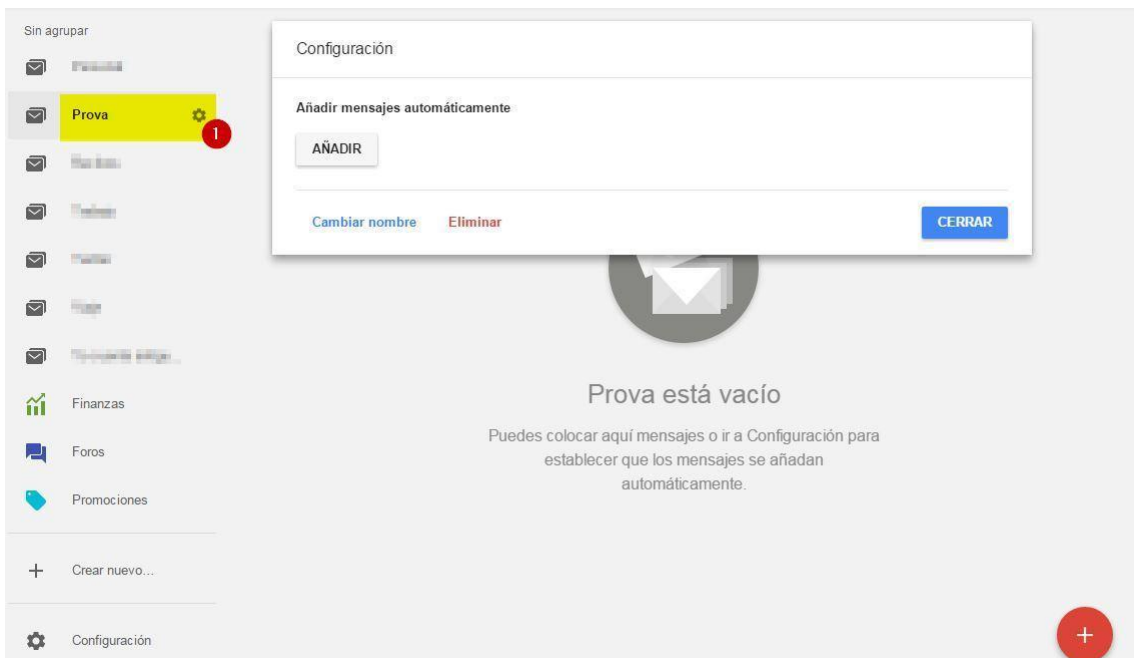 Sin agrupar
Prova
1
Finanzas
Foros
Promociones
Crear nuevo...
Configuración
Configuración
Añadir mensajes automáticamente
AÑADIR
Cambiar nombre Eliminar CERRAR
Prova está vacío
Puedes colocar aquí mensajes o ir a Configuración para
establecer que los mensajes se añadan
automáticamente.